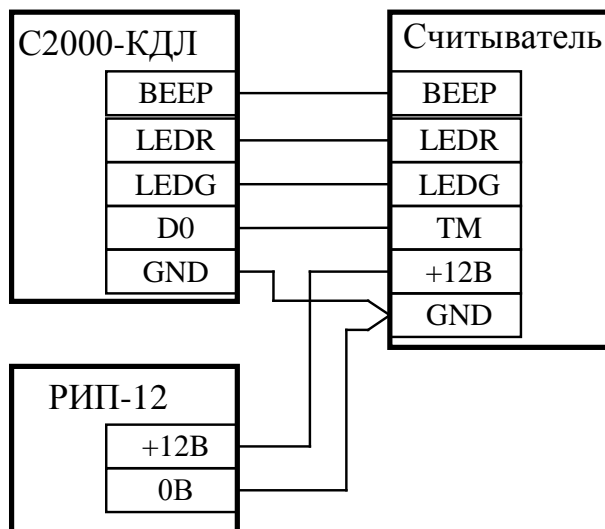 С2000-КДЛ
BEEP
LEDR
LEDG
D0
GND
Считыватель
BEEP
LEDR
LEDG
TM
+12В
GND
РИП-12
+12В
0В